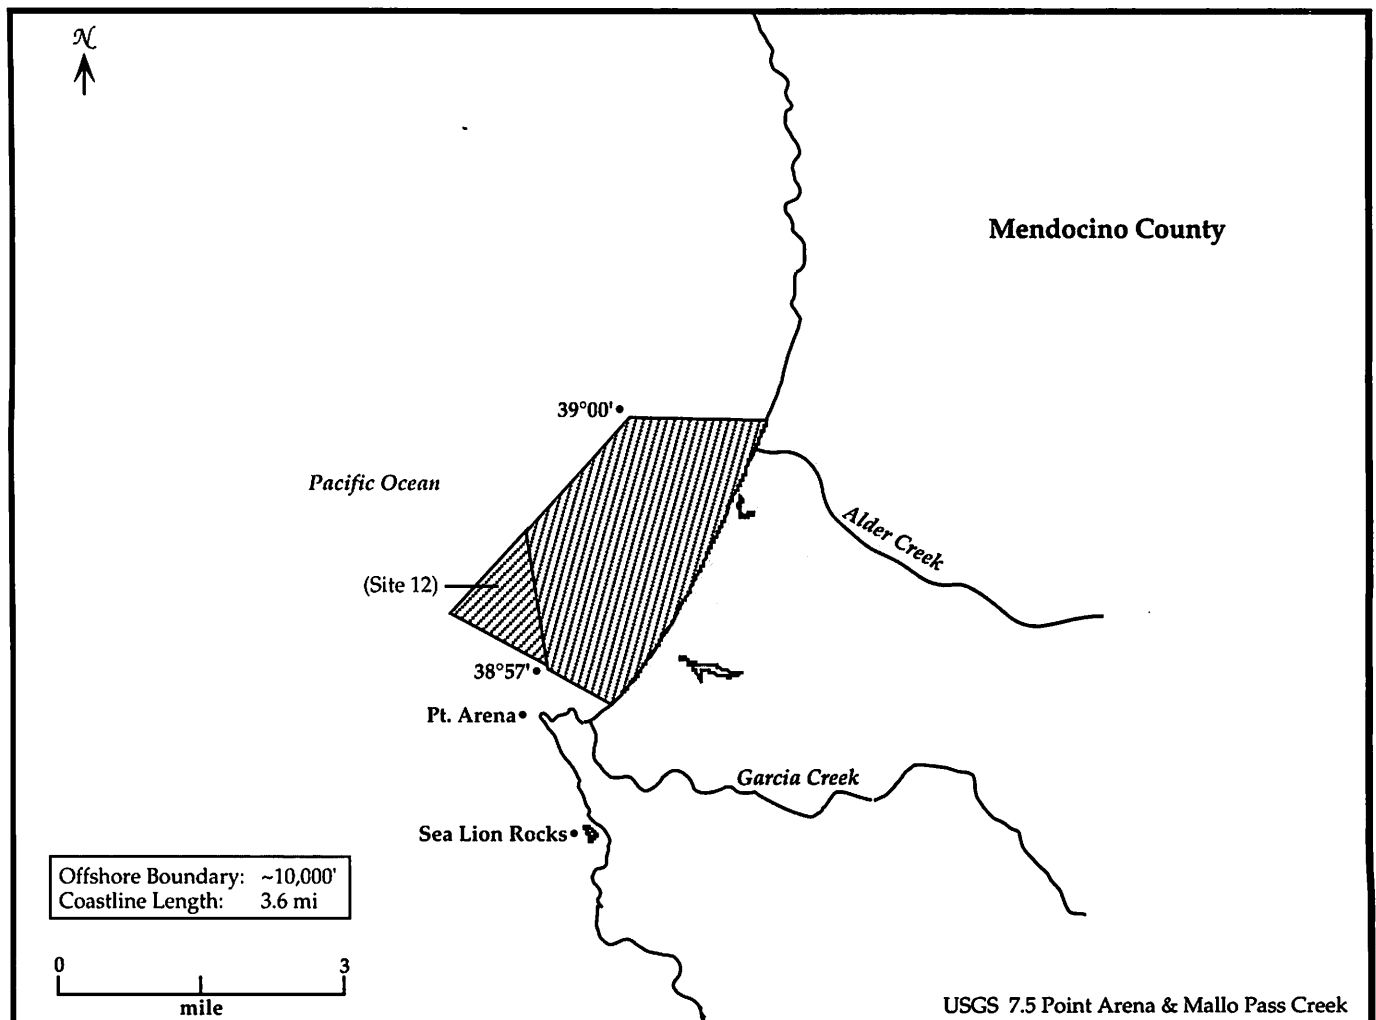 N
Mendocino County
39°00'
Pacific Ocean
Alder Creek
(Site 12)
38°57'
Pt. Arena
Garcia Creek
Sea Lion Rocks
Offshore Boundary: ~10,000'
Coastline Length: 3.6 mi
0 3
mile
USGS 7.5 Point Arena & Mallo Pass Creek